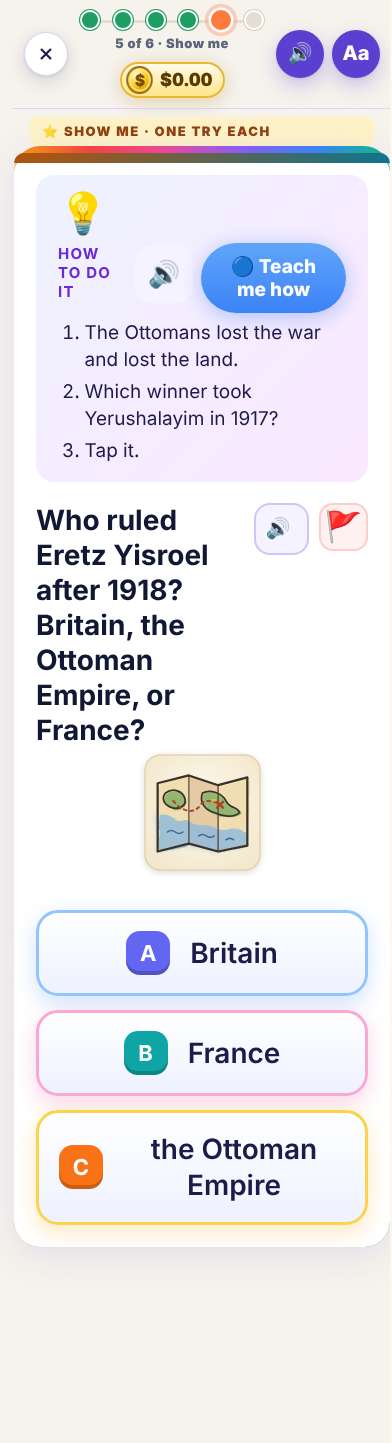 5 of 6 · Show me
$ $0.00
Aa
SHOW ME · ONE TRY EACH
HOW
TO DO
IT
Teach
me how
1. The Ottomans lost the war
and lost the land.
2. Which winner took
Yerushalayim in 1917?
3. Tap it.
Who ruled
Eretz Yisroel
after 1918?
Britain, the
Ottoman
Empire, or
France?
A Britain
B France
C the Ottoman
Empire